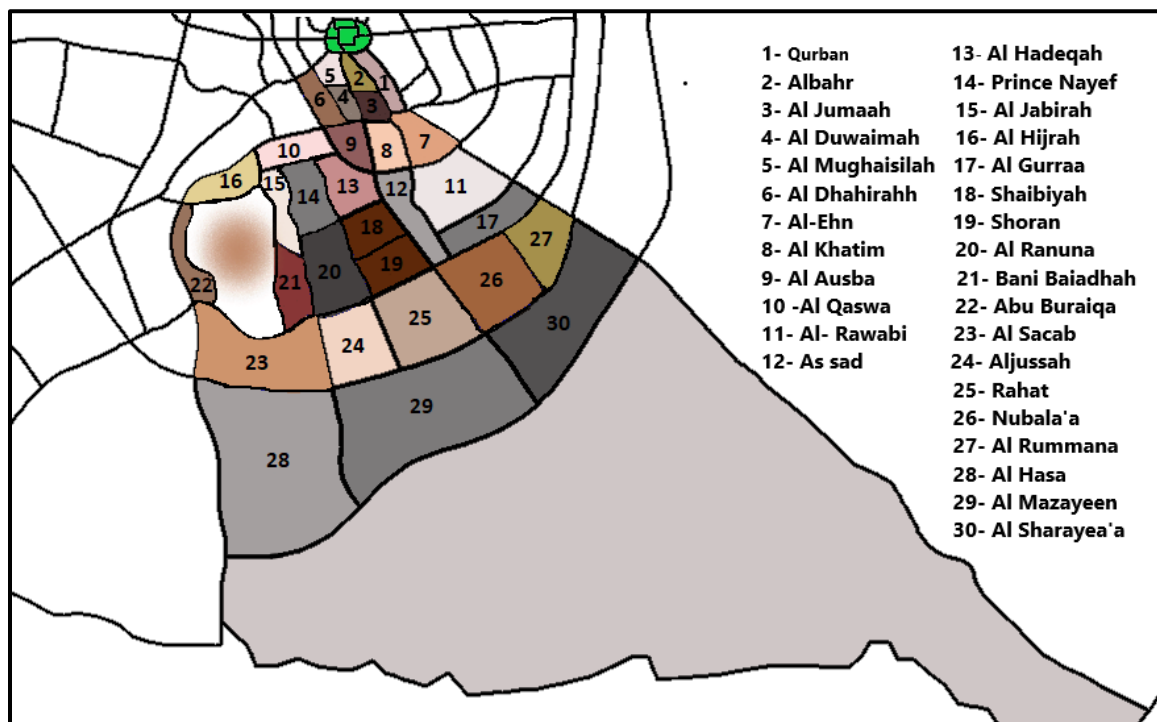 1- Qurban
2- Albahr
3- Al Jumaah
4- Al Duwaimah
5- Al Mughaisilah
6- Al Dhahirahh
7- Al-Ehn
8- Al Khatim
9- Al Ausba
10 -Al Qaswa
11- Al- Rawabi
12- As sad
13- Al Hadeqah
14- Prince Nayef
15- Al Jabirah
16- Al Hijrah
17- Al Gurraa
18- Shaibiyah
19- Shoran
20- Al Ranuna
21- Bani Baiadhah
22- Abu Buraiqa
23- Al Sacab
24- Aljussah
25- Rahat
26- Nubala'a
27- Al Rummana
28- Al Hasa
29- Al Mazayeen
30- Al Sharayea'a
5
2
1
6
4
3
9
8
7
10
16
15
14
13
12
11
18
17
27
19
20
21
22
26
25
30
24
23
29
28